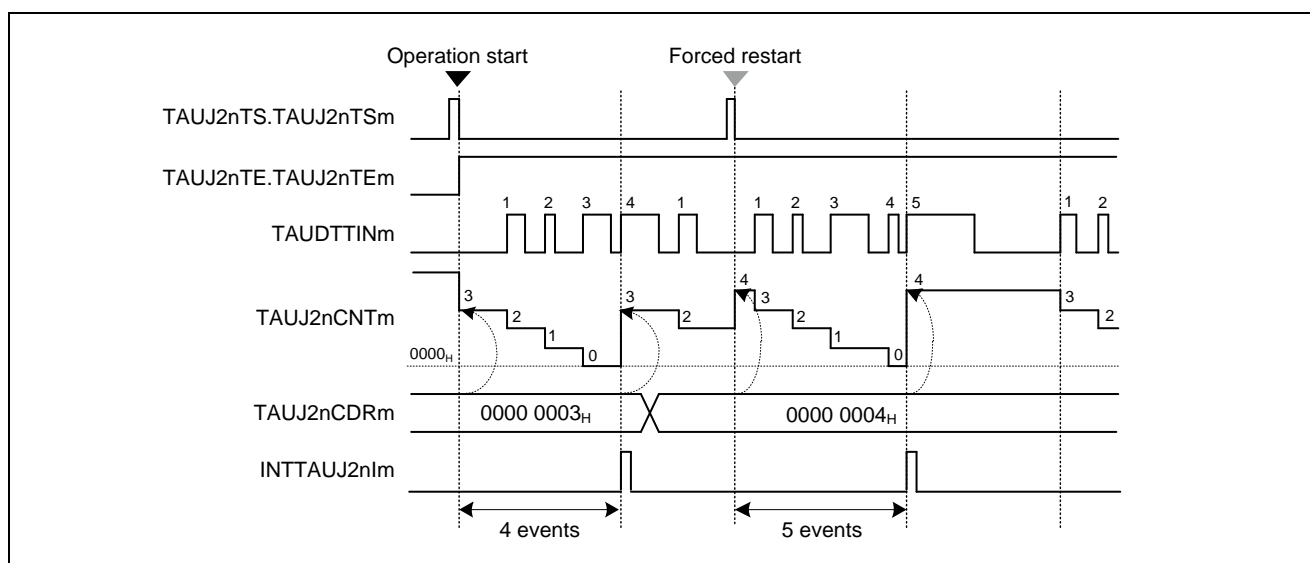 Operation start Forced restart
TAUJ2nTS.TAUJ2nTSm
TAUJ2nTE.TAUJ2nTEm
1 2 3 4 1 1 2 3 4 5 1 2
TAUDTTINm
3 2 1 0 3 2 4 3 2 1 0 4 3 2
TAUJ2nCNTm
0000H
TAUJ2nCDRm 0000 0003H 0000 0004H
INTTAUJ2nIm
4 events 5 events